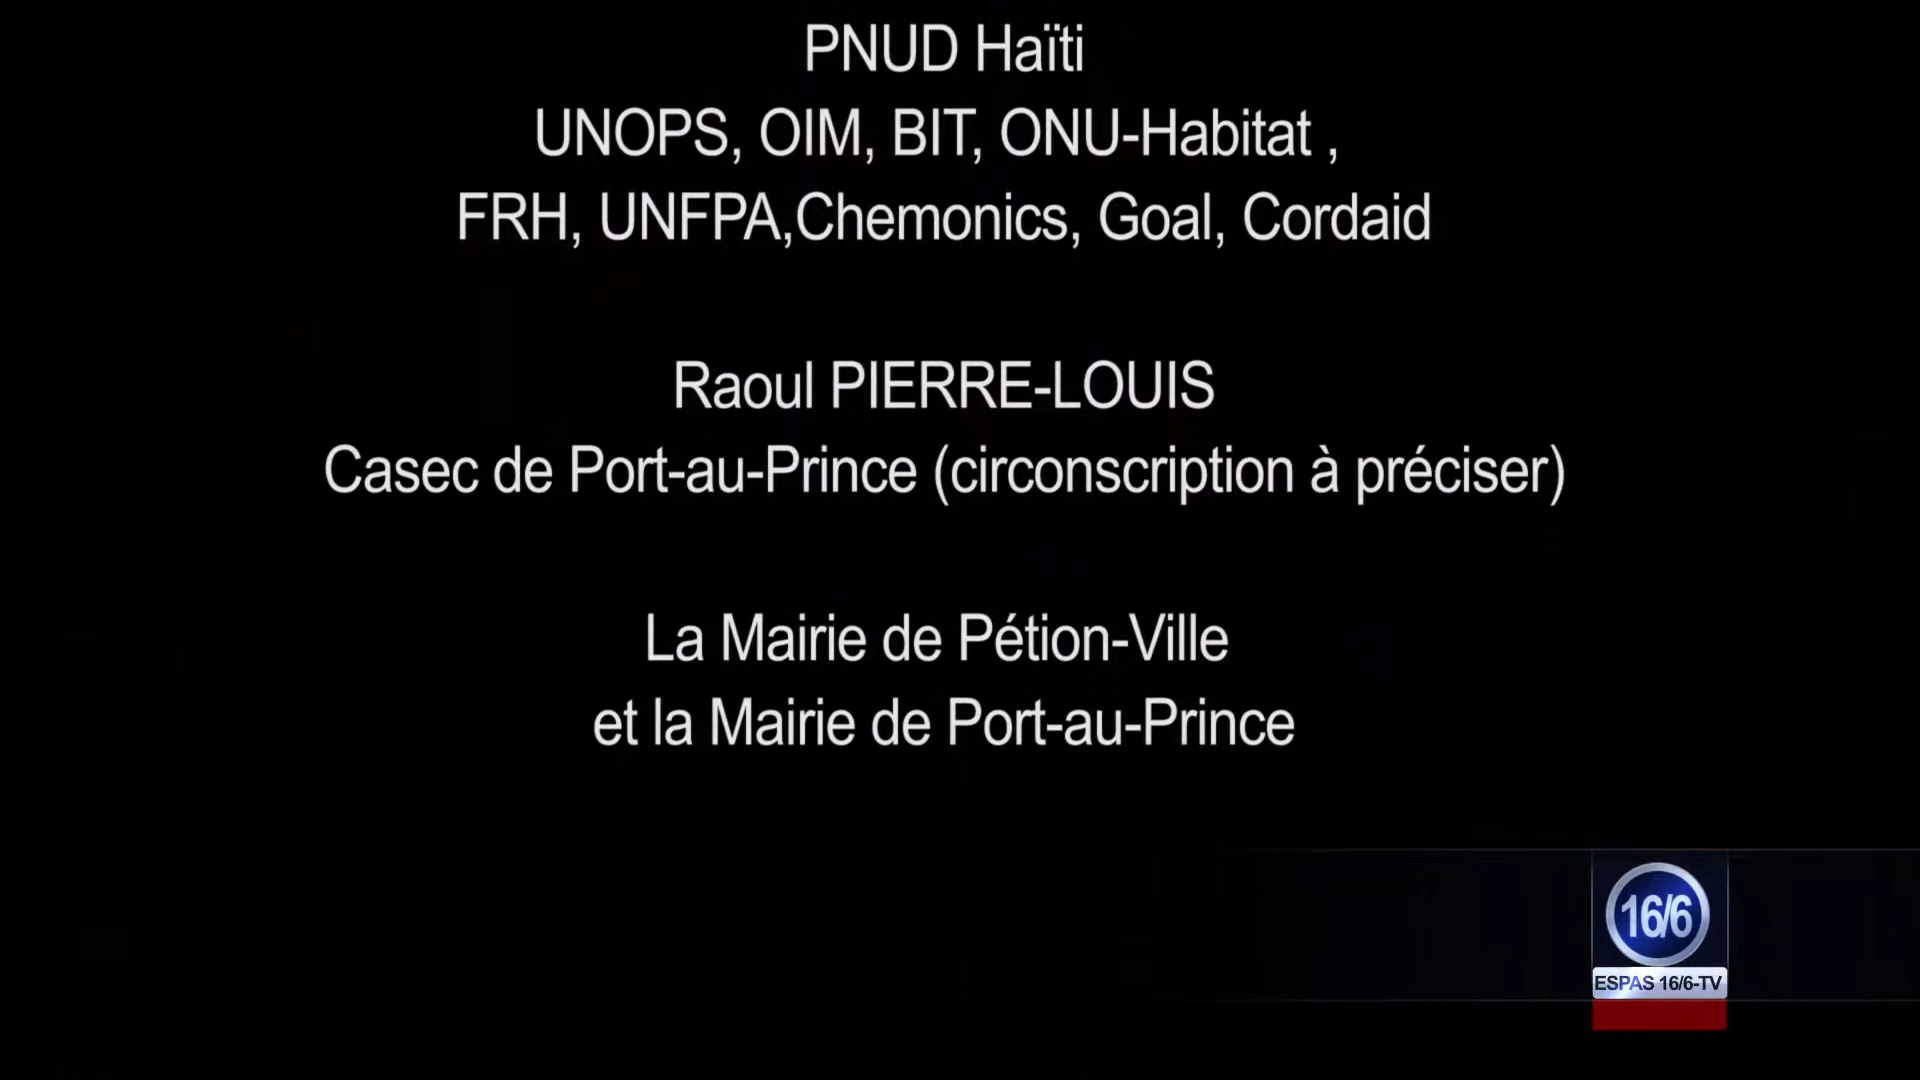 PNUD Haïti
UNOPS, OIM, BIT, ONU-Habitat ,
FRH, UNFPA,Chemonics, Goal, Cordaid
Raoul PIERRE-LOUIS
Casec de Port-au-Prince (circonscription à préciser)
La Mairie de Pétion-Ville
et la Mairie de Port-au-Prince
16/6
ESPAS 16/6-TV